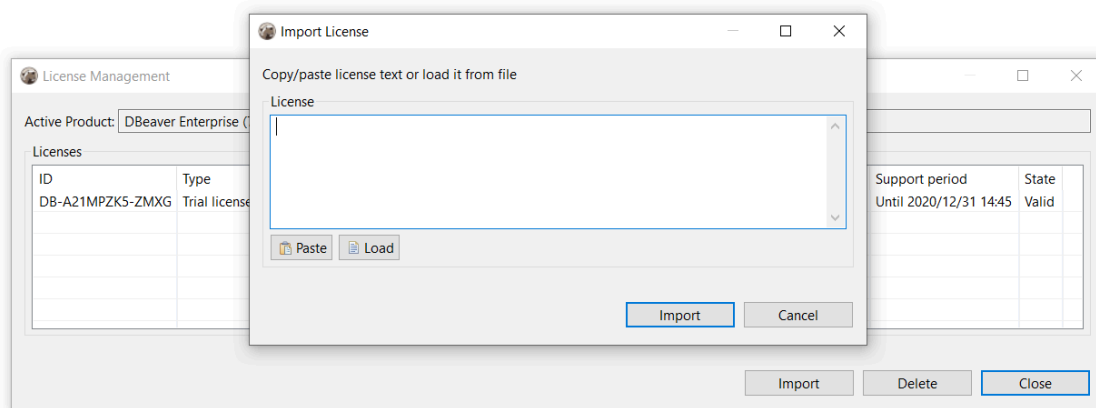 Import License
Copy/paste license text or load it from file
License
Paste Load
Import Cancel
License Management
Active Product: DBeaver Enterprise
Licenses
ID Type Support period State
DB-A21MPZK5-ZMXG Trial license Until 2020/12/31 14:45 Valid
Import Delete Close